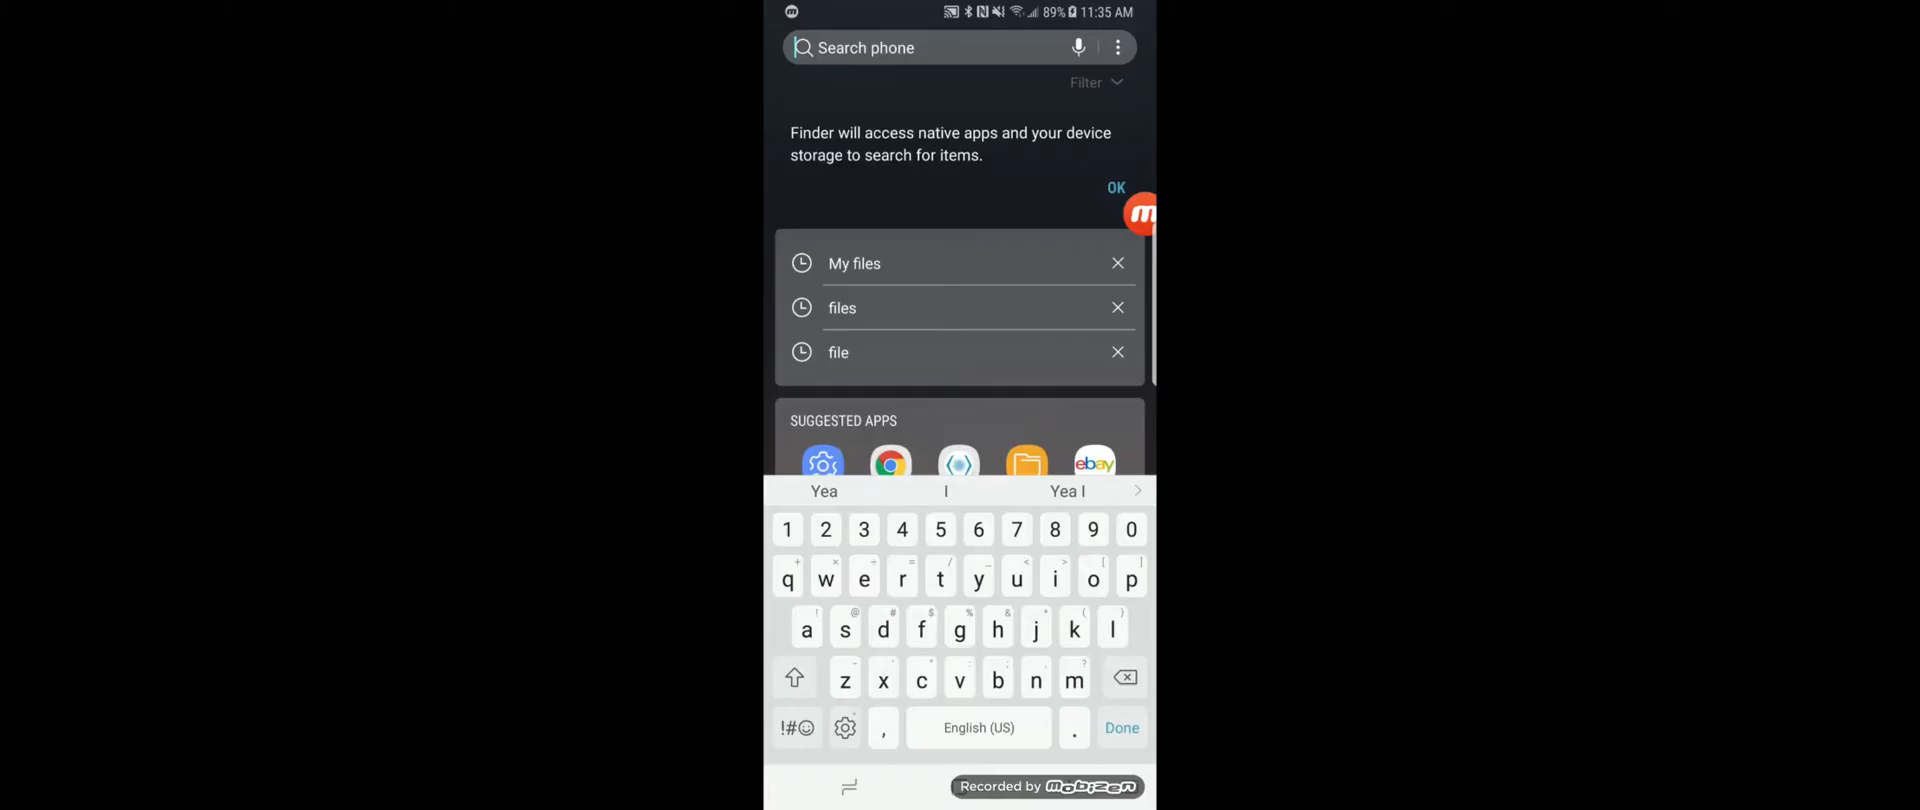 89% 11:35 AM
Search phone
Filter
Finder will access native apps and your device
storage to search for items.
OK
m
My files
files
file
SUGGESTED APPS
ebay
Yea I Yea I
1 2 3 4 5 6 7 8 9 0
q w e r t y u i o p
a s d f g h j k l
z x c v b n m
!#☺ , English (US) . Done
Recorded by mobizen